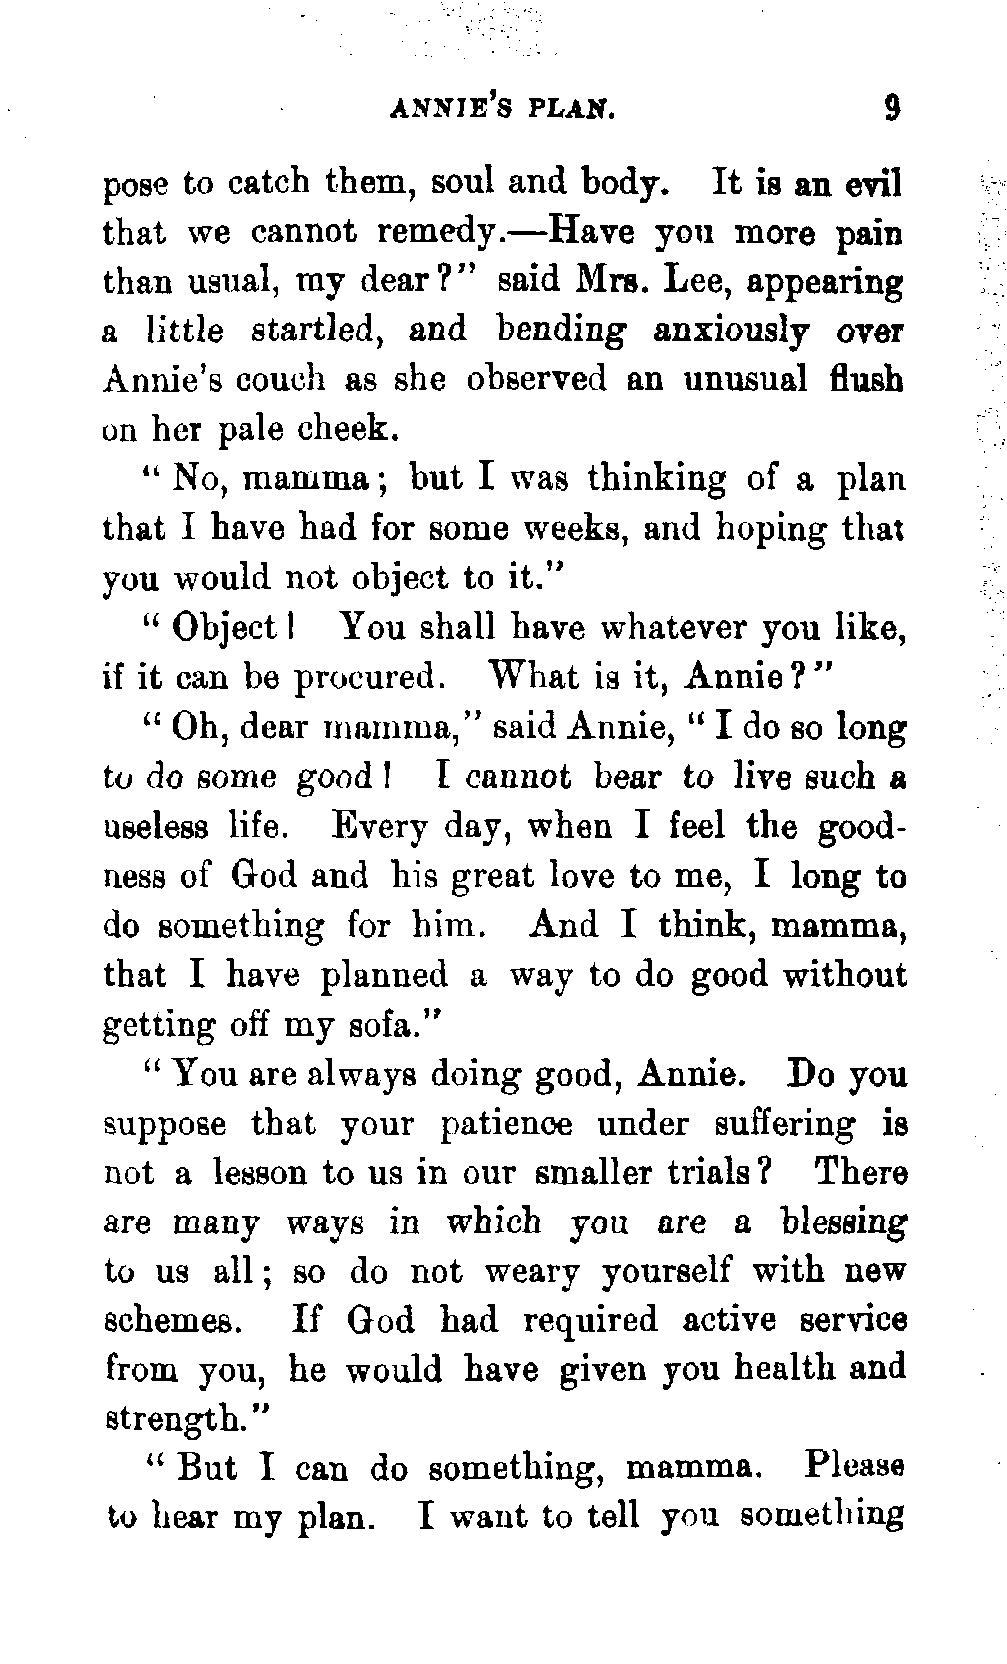 ANNIE'S PLAN. 9
pose to catch them, soul and body. It is an evil
that we cannot remedy.—Have you more pain
than usual, my dear?" said Mrs. Lee, appearing
a little startled, and bending anxiously over
Annie's couch as she observed an unusual flush
on her pale cheek.
"No, mamma; but I was thinking of a plan
that I have had for some weeks, and hoping that
you would not object to it."
"Object! You shall have whatever you like,
if it can be procured. What is it, Annie?"
"Oh, dear mamma," said Annie, "I do so long
to do some good! I cannot bear to live such a
useless life. Every day, when I feel the good-
ness of God and his great love to me, I long to
do something for him. And I think, mamma,
that I have planned a way to do good without
getting off my sofa."
"You are always doing good, Annie. Do you
suppose that your patience under suffering is
not a lesson to us in our smaller trials? There
are many ways in which you are a blessing
to us all; so do not weary yourself with new
schemes. If God had required active service
from you, he would have given you health and
strength."
"But I can do something, mamma. Please
to hear my plan. I want to tell you something